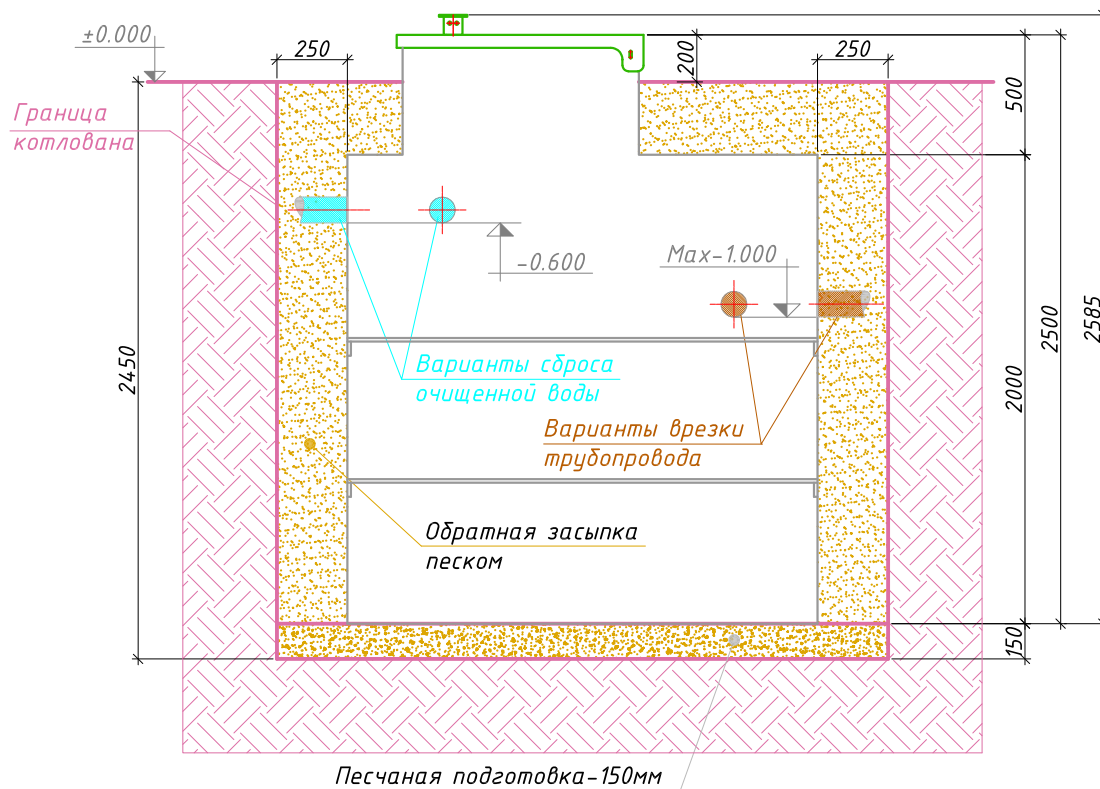 ±0.000
250
200
250
500
Граница
котлована
-0.600
Max-1.000
2585
2500
2450
2000
Варианты сброса
очищенной воды
Варианты врезки
трубопровода
Обратная засыпка
песком
150
Песчаная подготовка-150мм